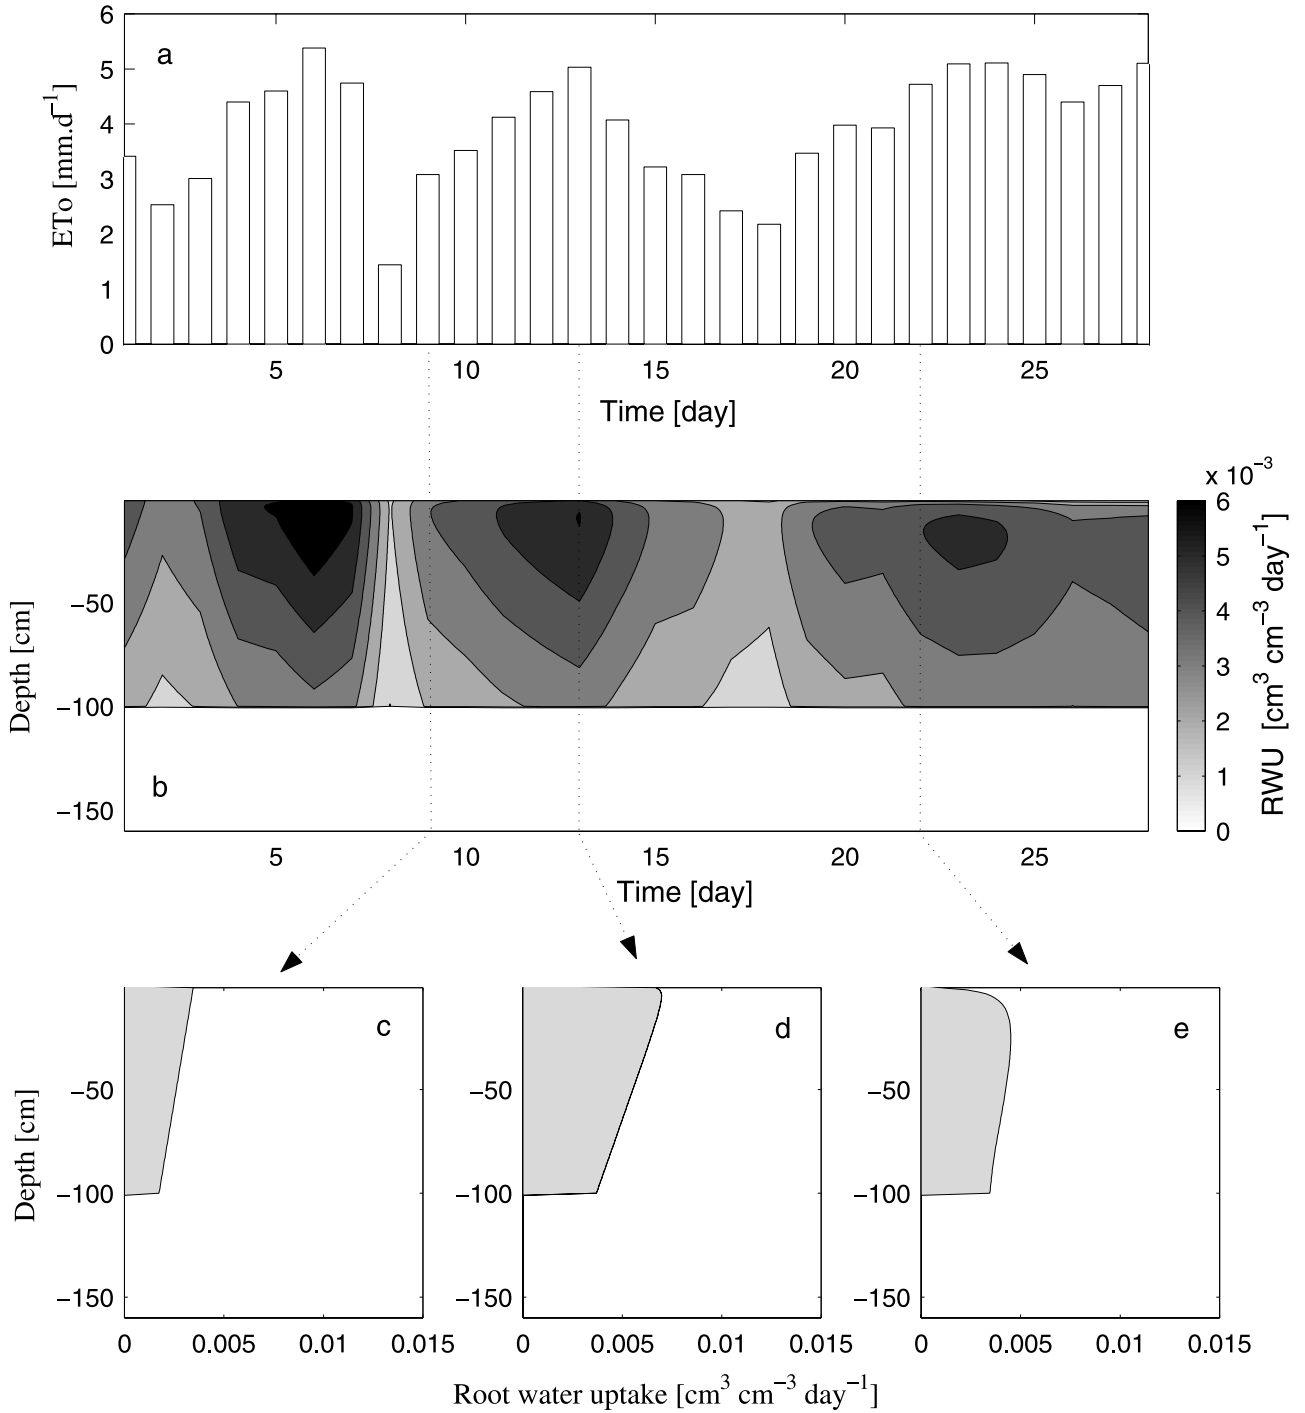 6
a
5
4
3
2
1
0
ETo [mm.d⁻¹]
5 10 15 20 25
Time [day]
x 10⁻³
6
5
4
3
2
1
0
RWU [cm³ cm⁻³ day⁻¹]
−50
−100
−150
Depth [cm]
b
5 10 15 20 25
Time [day]
c d e
−50 −50 −50
−100 −100 −100
−150 −150 −150
Depth [cm]
0 0.005 0.01 0.015 0 0.005 0.01 0.015 0 0.005 0.01 0.015
Root water uptake [cm³ cm⁻³ day⁻¹]